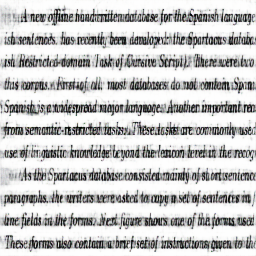 A new offline handwritten database for the Spanish language
ish sentences, has recently been developed: the Spartacus databas
ish Restricted-domain Task of Cursive Script). There were two
this corpus. First of all, most databases do not contain Span
Spanish is a widespread major language. Another important rea
from semantic-restricted tasks. These tasks are commonly used
use of linguistic knowledge beyond the lexicon level in the recog
As the Spartacus database consisted mainly of short sentence
paragraphs, the writers were asked to copy a set of sentences in f
line fields in the forms. Next figure shows one of the forms used
These forms also contain a brief set of instructions given to the